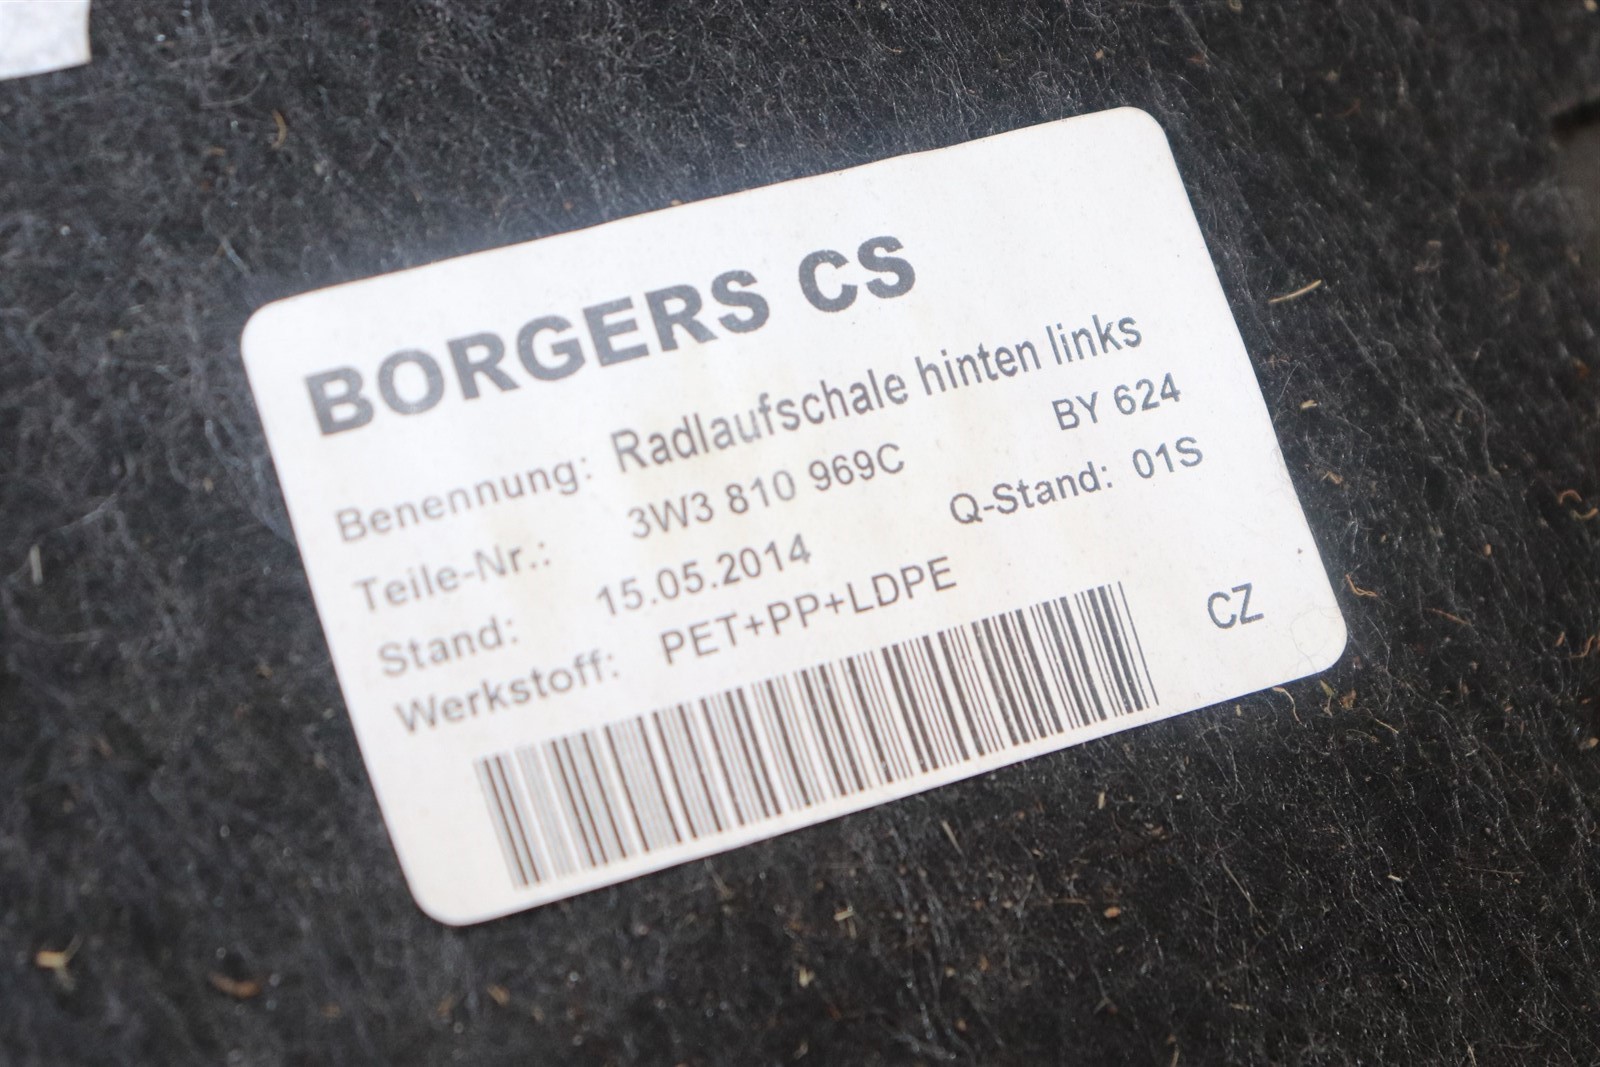 BORGERS CS
Benennung: Radlaufschale hinten links
Teile-Nr.: 3W3 810 969C BY 624
Stand: 15.05.2014 Q-Stand: 01S
Werkstoff: PET+PP+LDPE
CZ